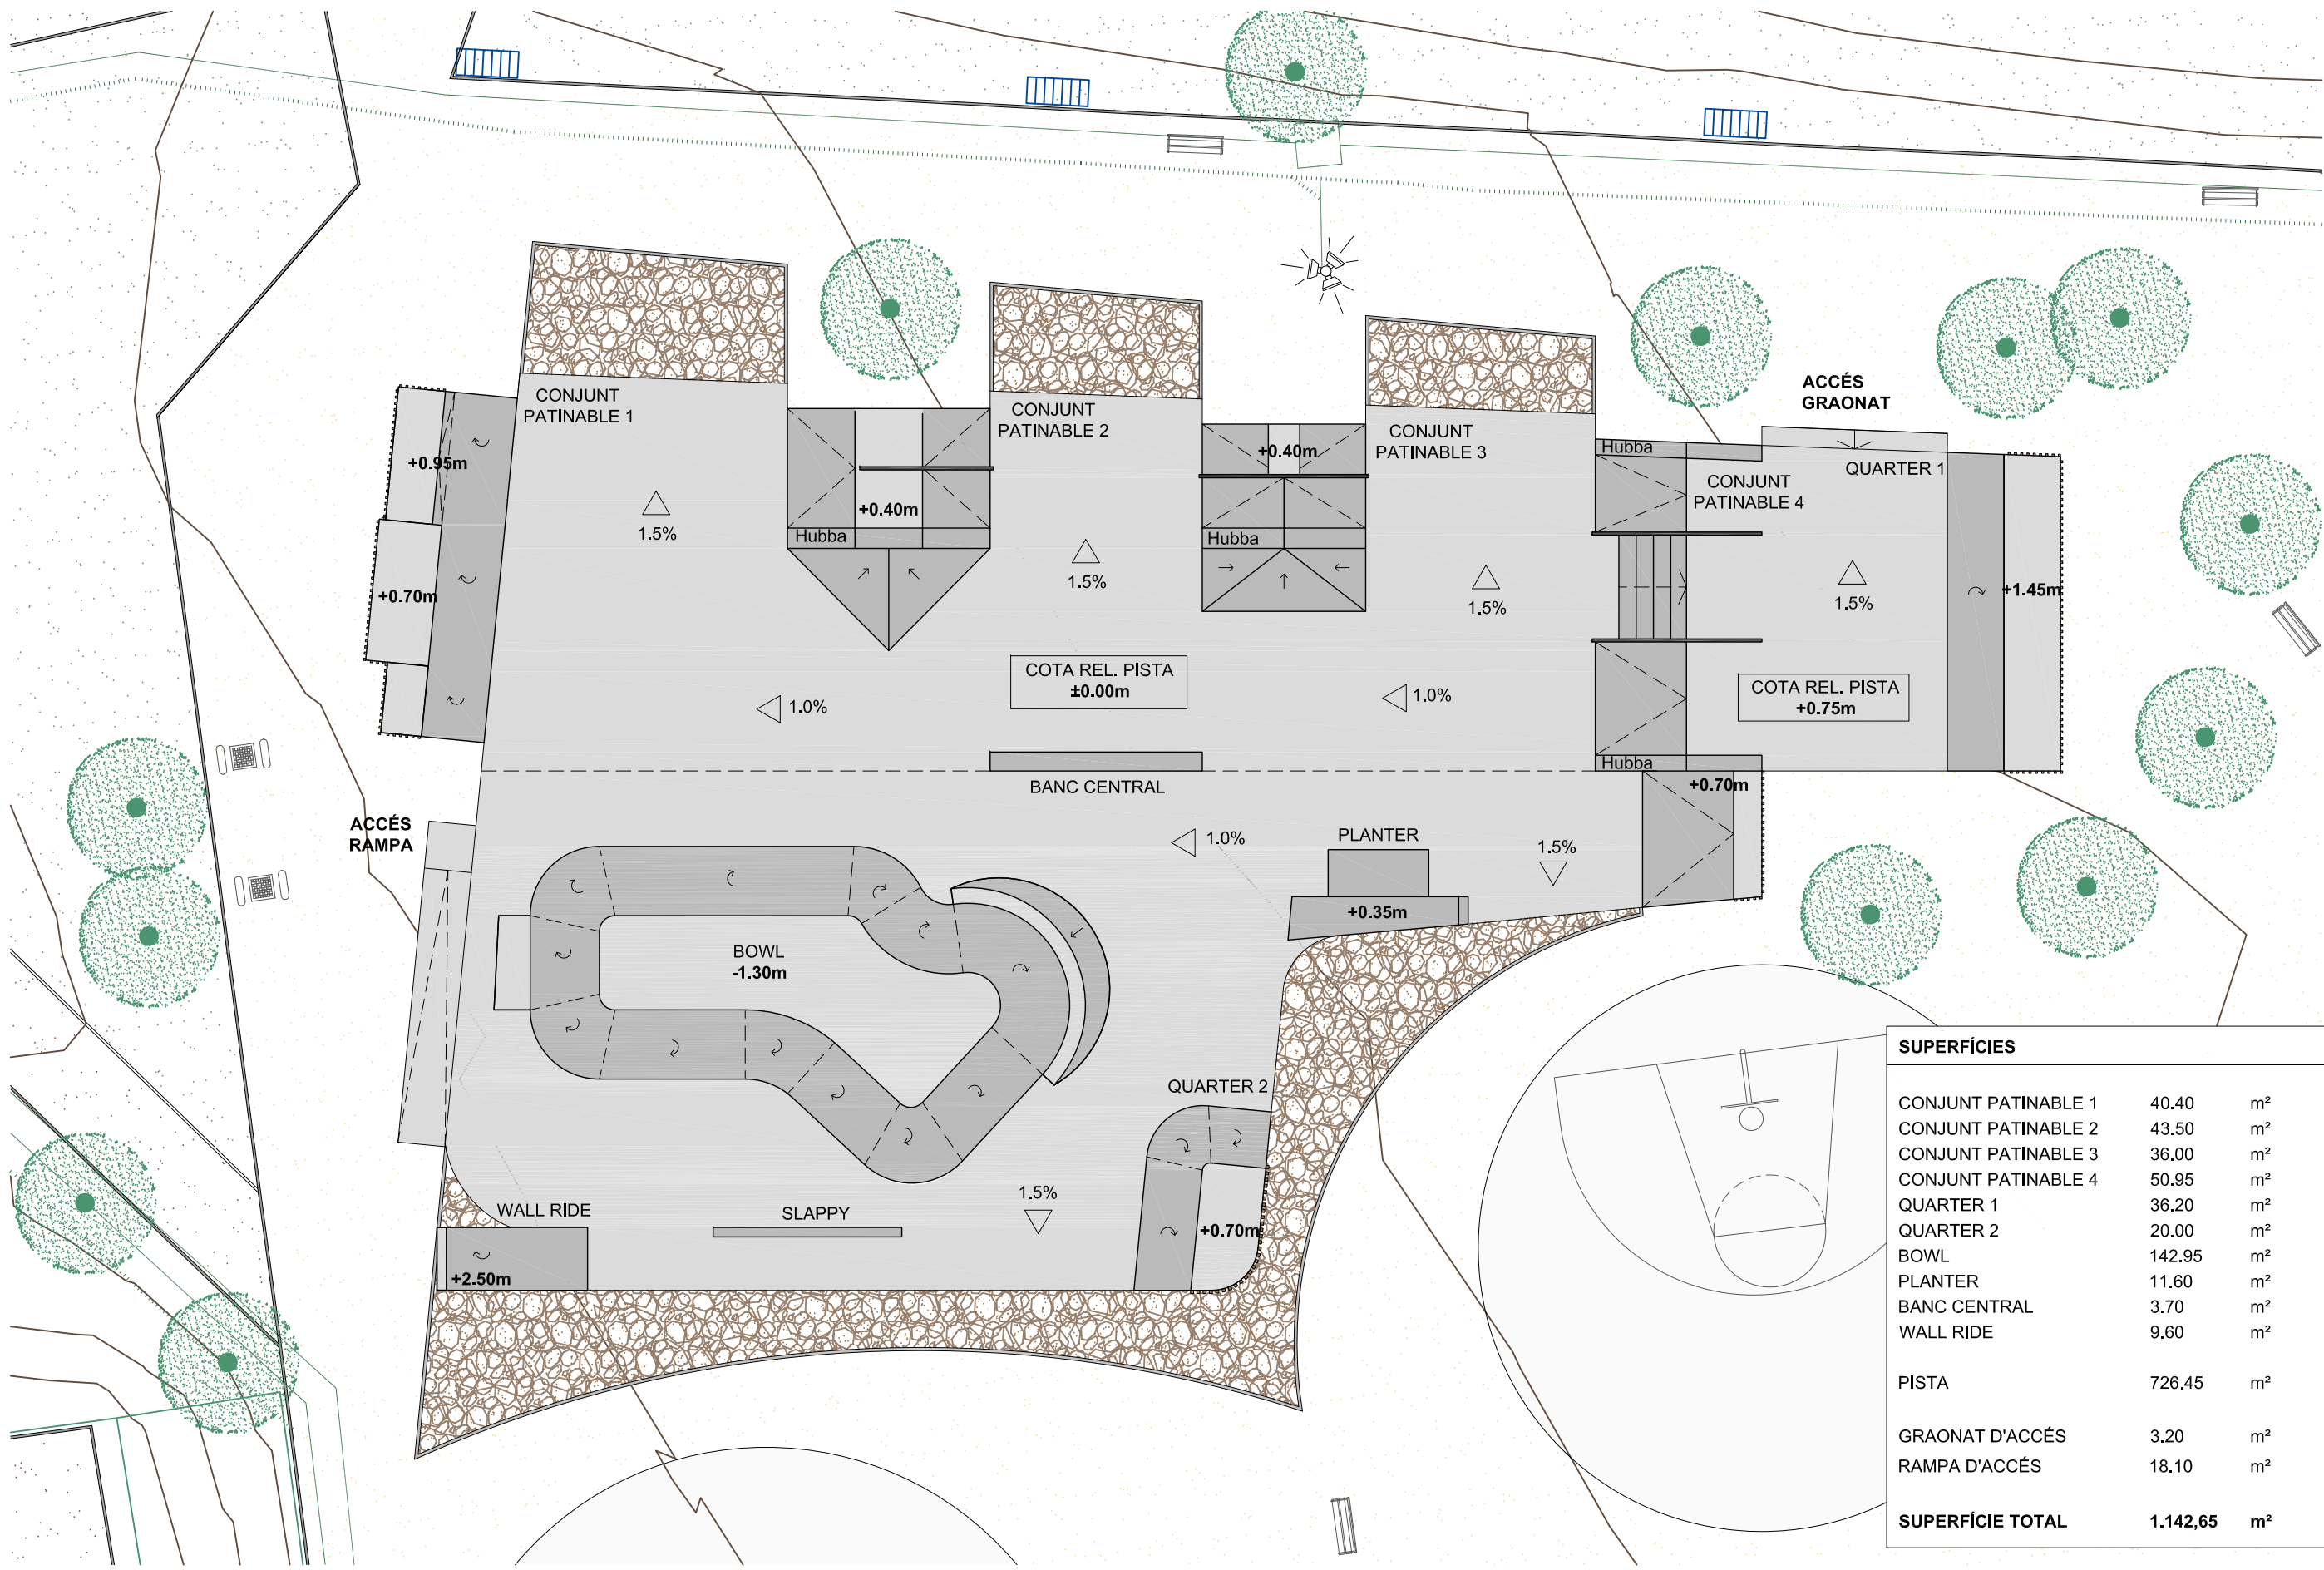 CONJUNT
PATINABLE 1
CONJUNT
PATINABLE 2
CONJUNT
PATINABLE 3
ACCÉS
GRAONAT
Hubba
QUARTER 1
CONJUNT
PATINABLE 4
+0.95m
+0.40m
+0.40m
1.5%
Hubba
Hubba
1.5%
1.5%
1.5%
+0.70m
+1.45m
COTA REL. PISTA
±0.00m
COTA REL. PISTA
+0.75m
1.0%
1.0%
Hubba
+0.70m
BANC CENTRAL
ACCÉS
RAMPA
1.0%
PLANTER
1.5%
+0.35m
BOWL
-1.30m
QUARTER 2
WALL RIDE
SLAPPY
1.5%
+0.70m
+2.50m
SUPERFÍCIES
CONJUNT PATINABLE 1 40.40 m²
CONJUNT PATINABLE 2 43.50 m²
CONJUNT PATINABLE 3 36.00 m²
CONJUNT PATINABLE 4 50.95 m²
QUARTER 1 36.20 m²
QUARTER 2 20.00 m²
BOWL 142.95 m²
PLANTER 11.60 m²
BANC CENTRAL 3.70 m²
WALL RIDE 9.60 m²
PISTA 726.45 m²
GRAONAT D'ACCÉS 3.20 m²
RAMPA D'ACCÉS 18.10 m²
SUPERFÍCIE TOTAL 1.142,65 m²